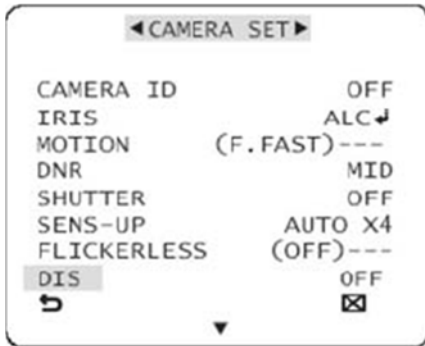 ◄CAMERA SET►
CAMERA ID OFF
IRIS ALC↲
MOTION (F.FAST)---
DNR MID
SHUTTER OFF
SENS-UP AUTO X4
FLICKERLESS (OFF)---
DIS OFF